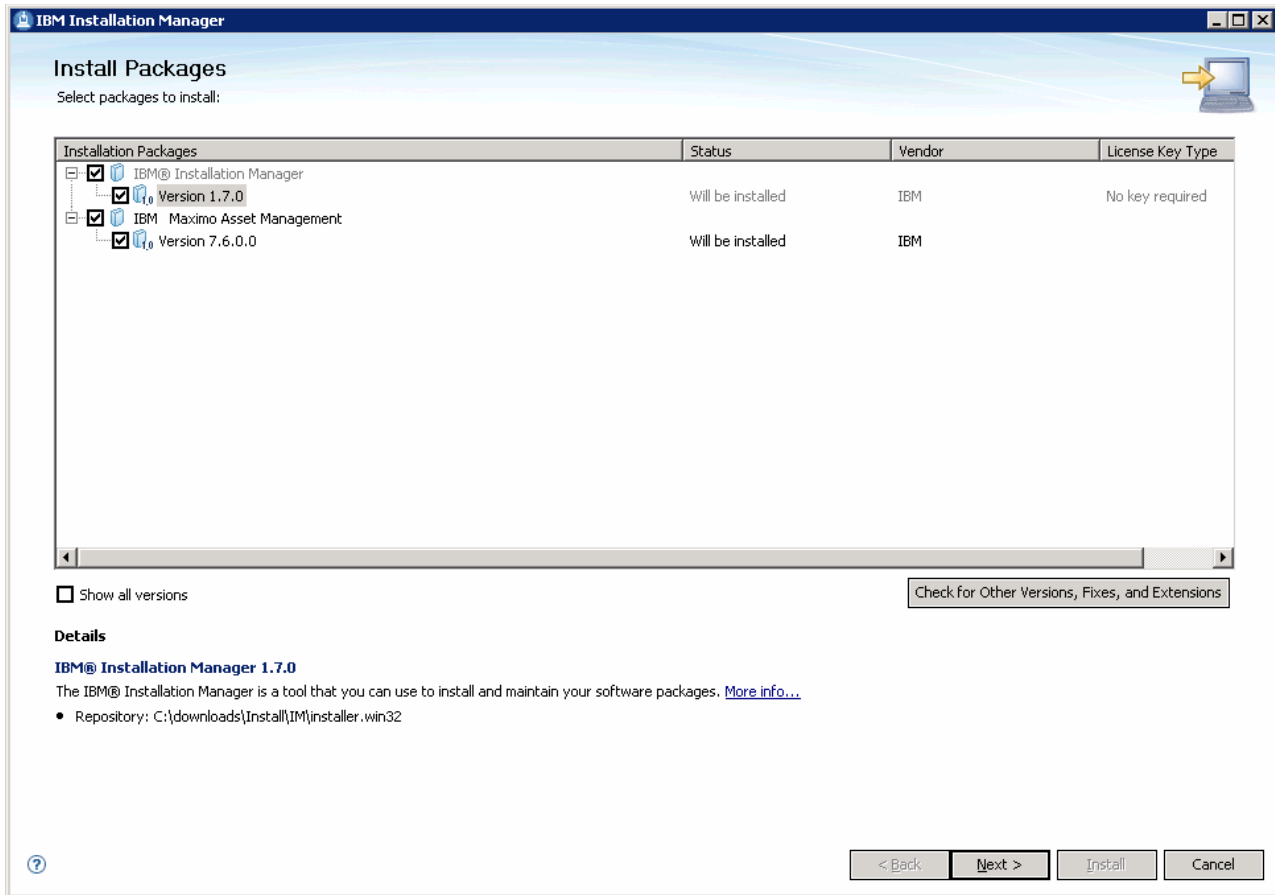 IBM Installation Manager
Install Packages
Select packages to install:
Installation Packages Status Vendor License Key Type
IBM® Installation Manager
Version 1.7.0 Will be installed IBM No key required
IBM Maximo Asset Management
Version 7.6.0.0 Will be installed IBM
Show all versions
Check for Other Versions, Fixes, and Extensions
Details
IBM® Installation Manager 1.7.0
The IBM® Installation Manager is a tool that you can use to install and maintain your software packages. More info...
• Repository: C:\downloads\Install\IM\installer.win32
? < Back Next > Install Cancel